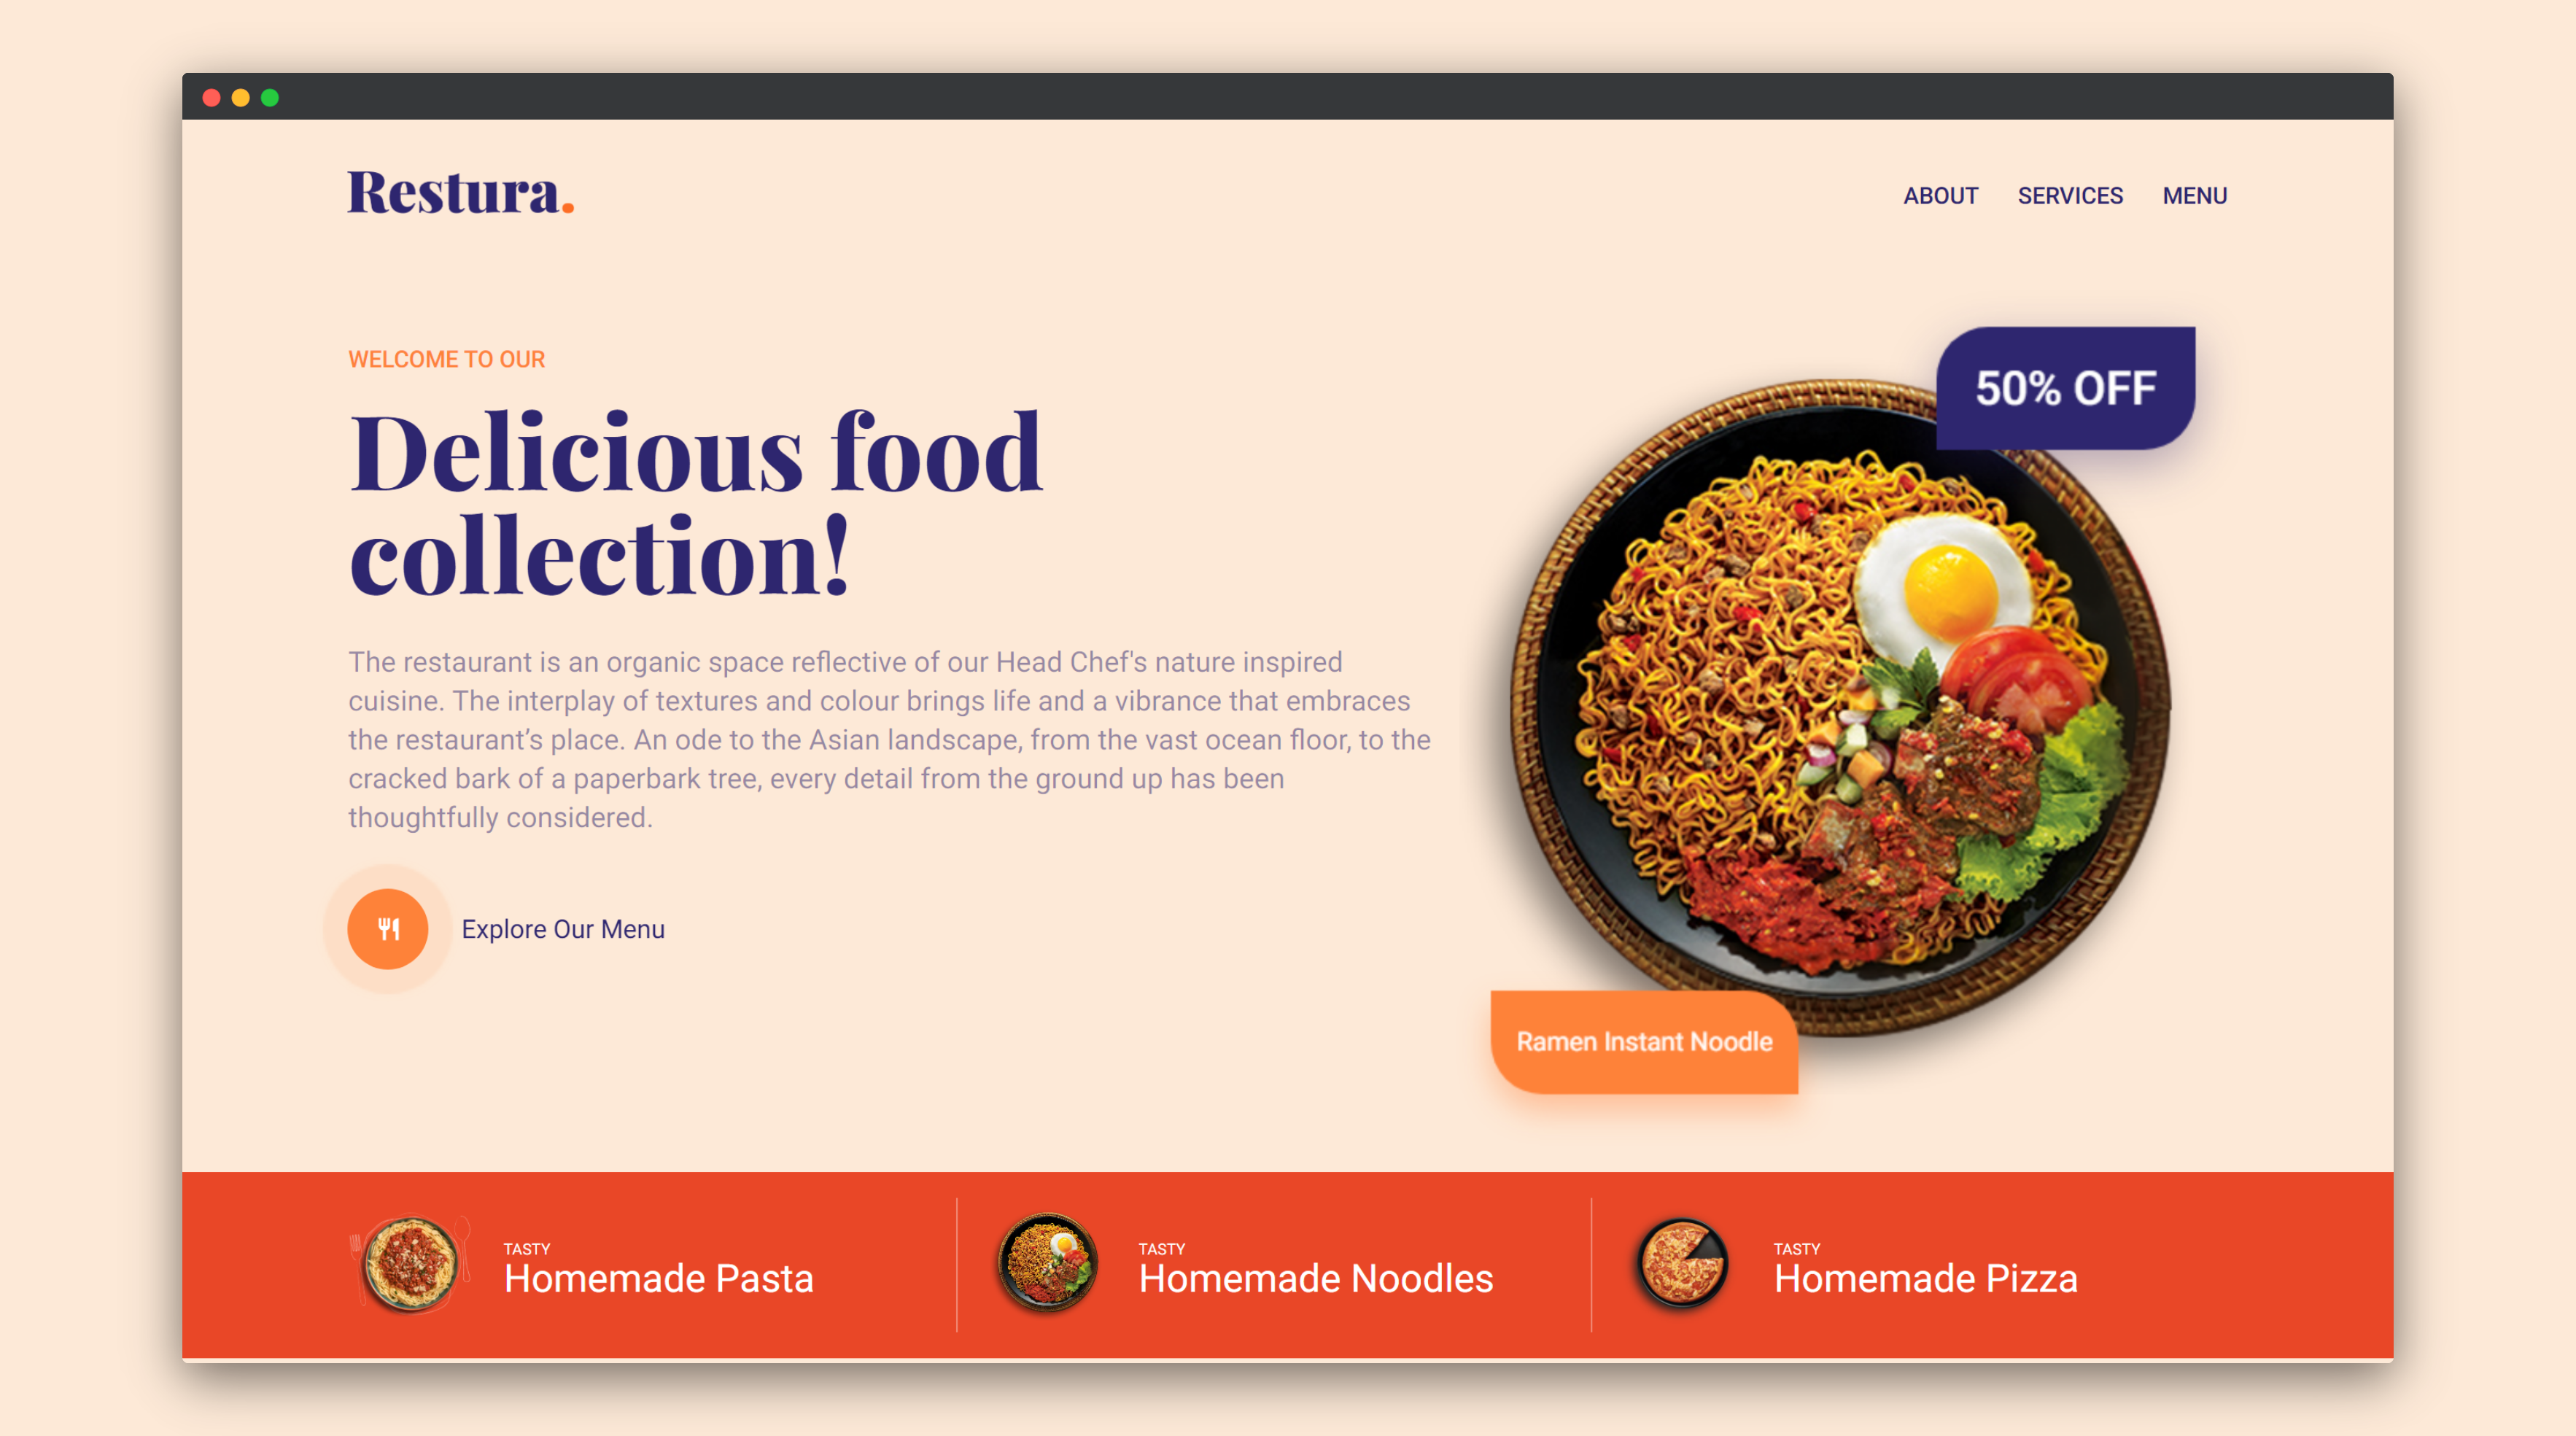 Restura.
ABOUT SERVICES MENU
WELCOME TO OUR
Delicious food
collection!
The restaurant is an organic space reflective of our Head Chef's nature inspired
cuisine. The interplay of textures and colour brings life and a vibrance that embraces
the restaurant’s place. An ode to the Asian landscape, from the vast ocean floor, to the
cracked bark of a paperbark tree, every detail from the ground up has been
thoughtfully considered.
Explore Our Menu
50% OFF
Ramen Instant Noodle
TASTY
Homemade Pasta
TASTY
Homemade Noodles
TASTY
Homemade Pizza